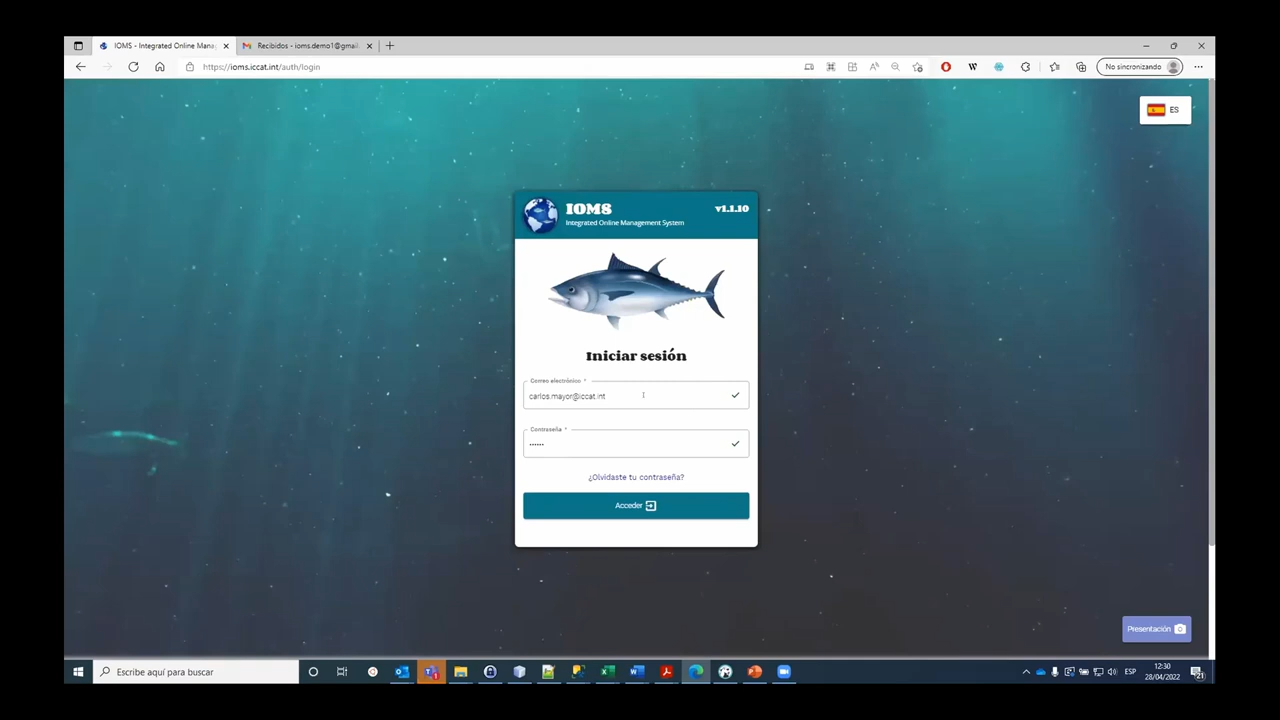 IOMS - Integrated Online Mana
Recibidos - ioms.demo1@gmail.
https://ioms.iccat.int/auth/login
No sincronizando
ES
IOMS
v1.1.10
Integrated Online Management System
Iniciar sesión
Correo electrónico *
carlos.mayor@iccat.int
Contraseña *
¿Olvidaste tu contraseña?
Acceder
Presentación
Escribe aquí para buscar
ESP
12:30
28/04/2022
21